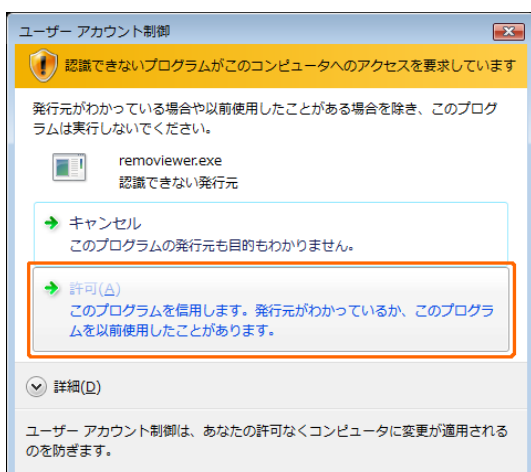 ユーザー アカウント制御
認識できないプログラムがこのコンピュータへのアクセスを要求しています
発行元がわかっている場合や以前使用したことがある場合を除き、このプログ
ラムは実行しないでください。
removiewer.exe
認識できない発行元
キャンセル
このプログラムの発行元も目的もわかりません。
許可(A)
このプログラムを信用します。発行元がわかっているか、このプログラ
ムを以前使用したことがあります。
詳細(D)
ユーザー アカウント制御は、あなたの許可なくコンピュータに変更が適用される
のを防ぎます。